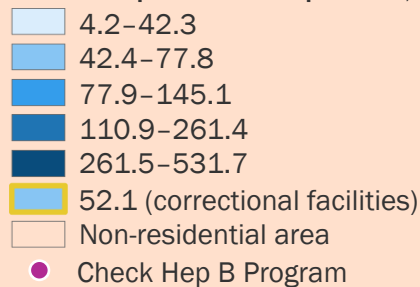 4.2–42.3
42.4–77.8
77.9–145.1
110.9–261.4
261.5–531.7
52.1 (correctional facilities)
Non-residential area
Check Hep B Program